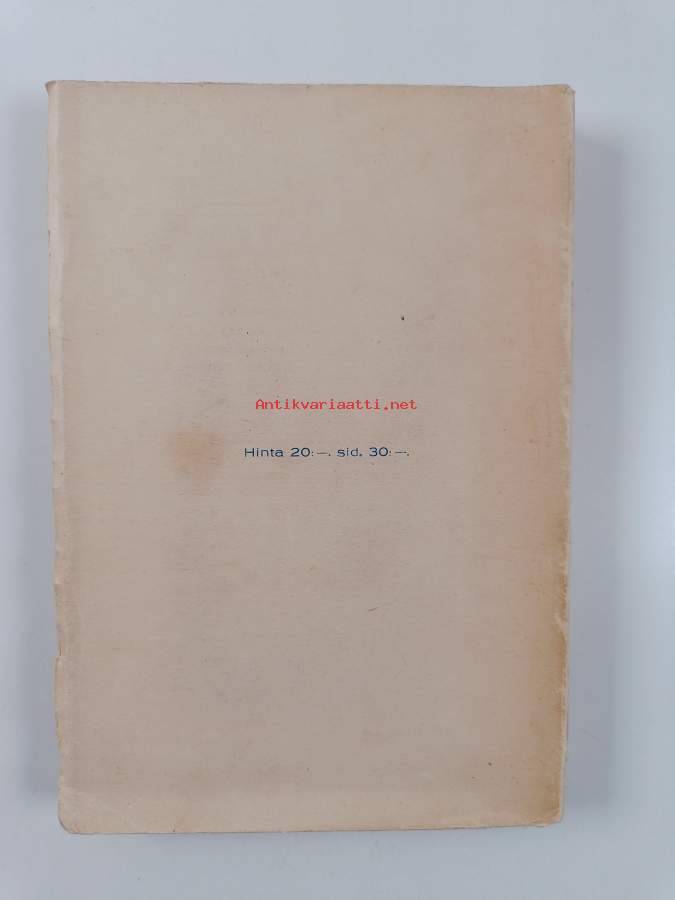 Antikvariaatti.net
Hinta 20:—. sid. 30:—.